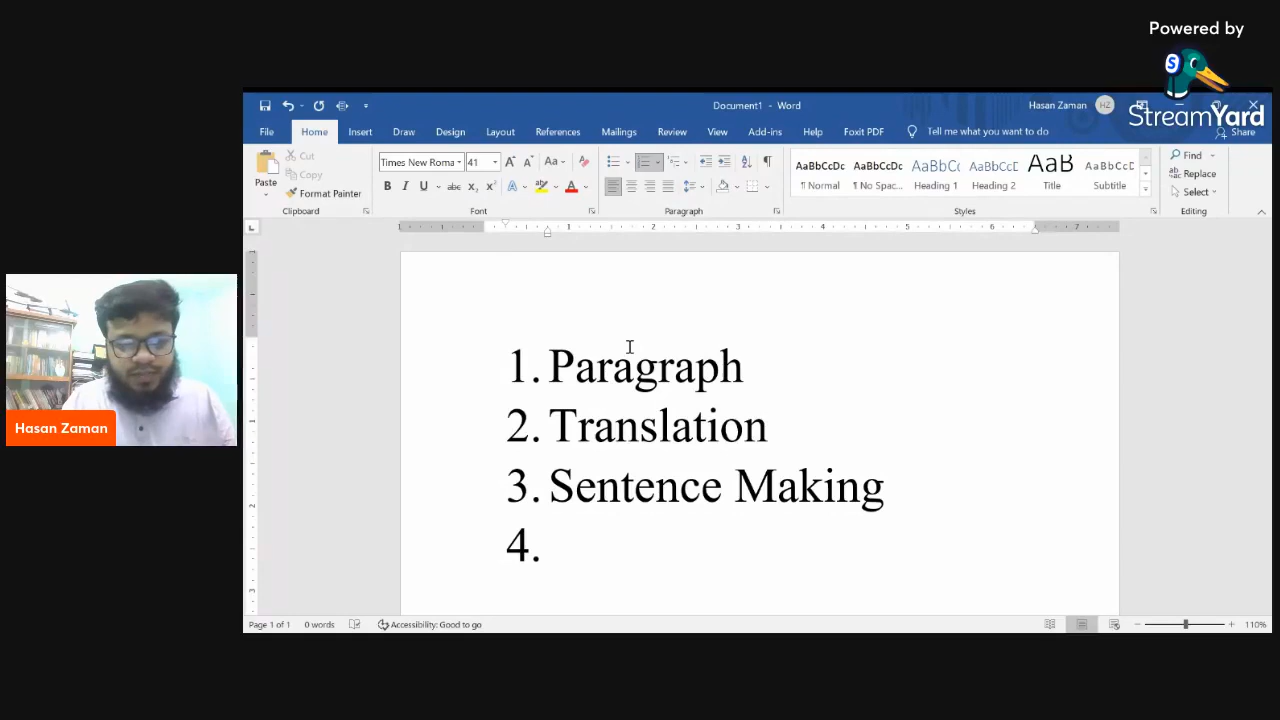 Powered by
StreamYard
Document1 - Word
Hasan Zaman
HZ
File
Home
Insert
Draw
Design
Layout
References
Mailings
Review
View
Add-ins
Help
Foxit PDF
Tell me what you want to do
Share
Paste
Cut
Copy
Format Painter
Clipboard
Times New Roma
41
Font
Paragraph
AaBbCcDc
¶ Normal
AaBbCcDc
¶ No Spac...
AaBbCc
Heading 1
AaBbCcD
Heading 2
AaB
Title
AaBbCcD
Subtitle
Styles
Find
Replace
Select
Editing
1. Paragraph
2. Translation
3. Sentence Making
4.
Hasan Zaman
Page 1 of 1
0 words
Accessibility: Good to go
110%